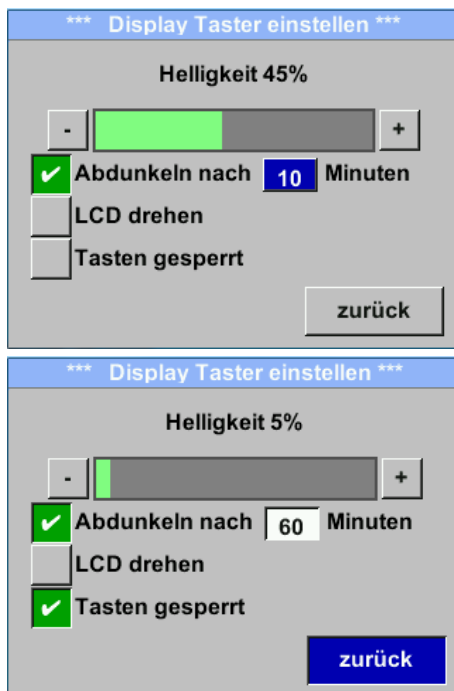 *** Display Taster einstellen ***
Helligkeit 45%
- +
Abdunkeln nach 10 Minuten
LCD drehen
Tasten gesperrt
zurück
*** Display Taster einstellen ***
Helligkeit 5%
- +
Abdunkeln nach 60 Minuten
LCD drehen
Tasten gesperrt
zurück